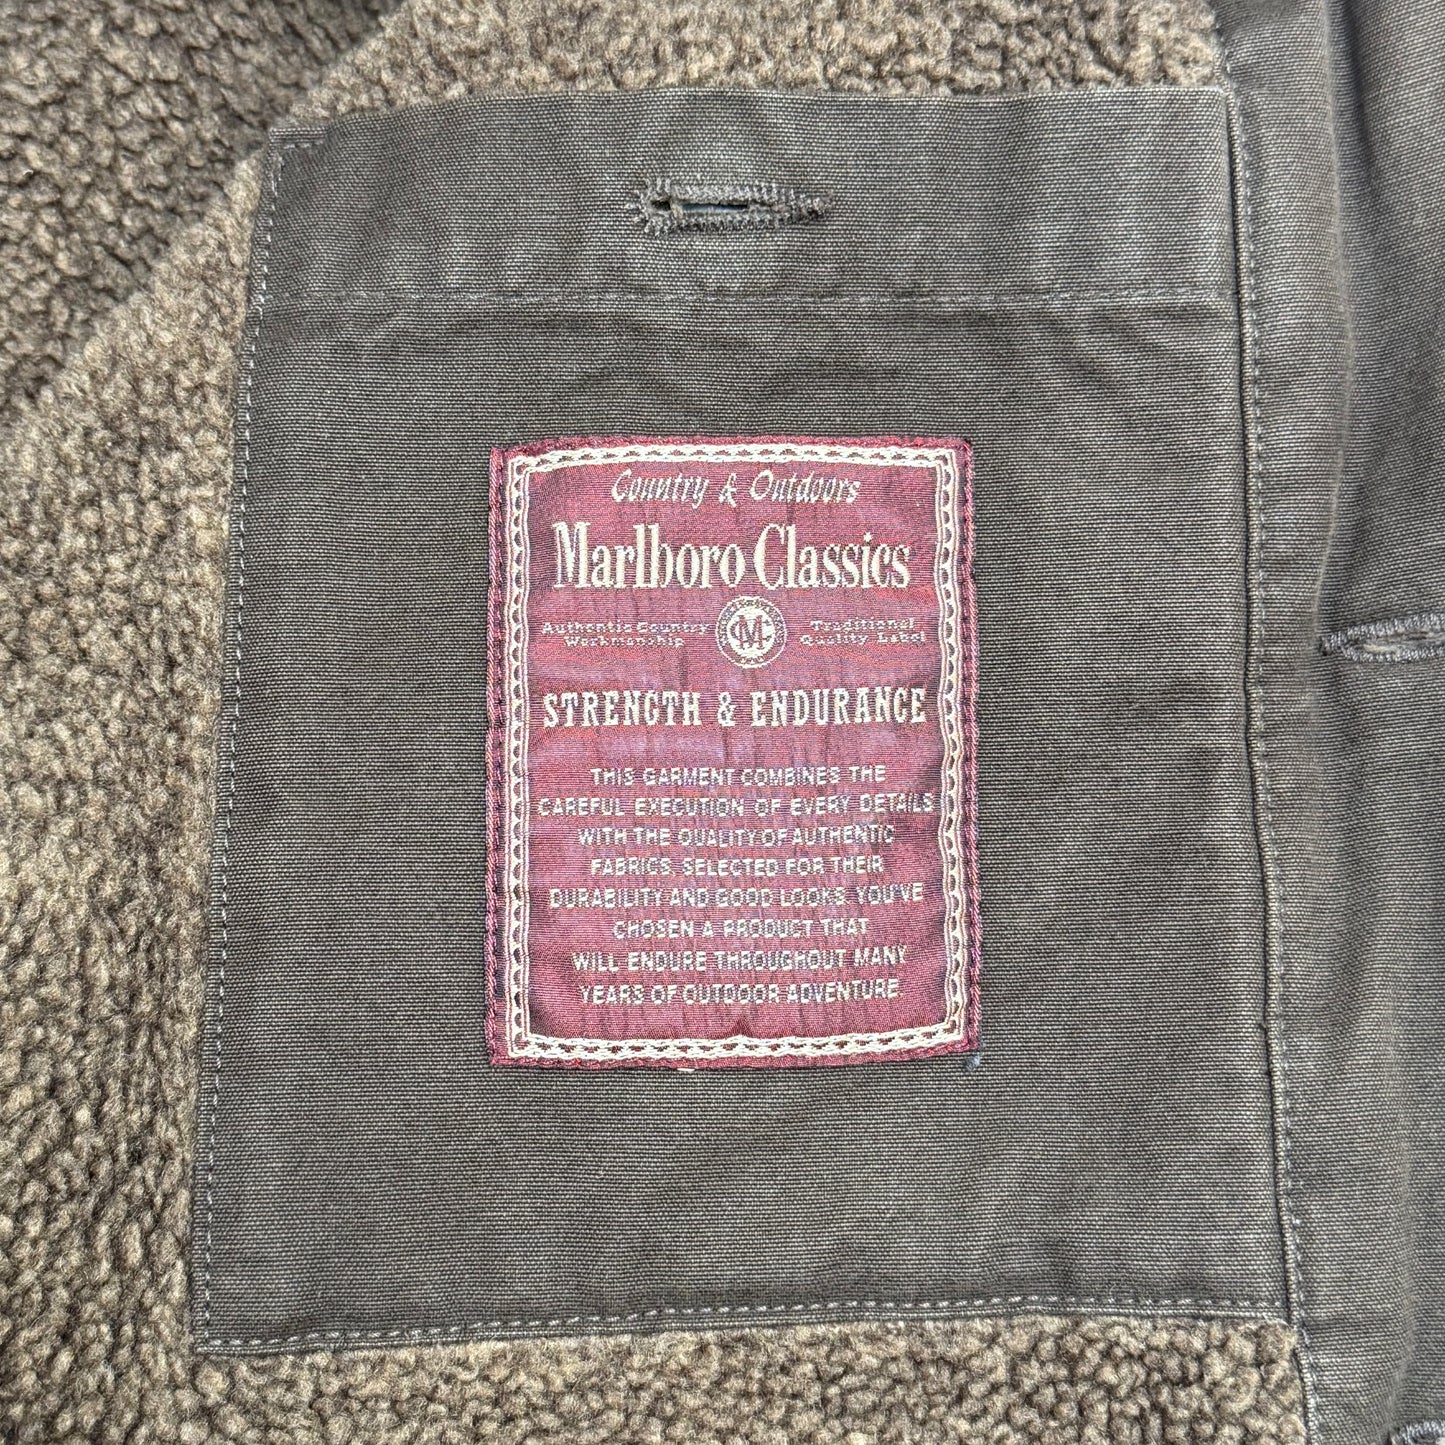 Country & Outdoors
Marlboro Classics
Authentic Country Workmanship
MC
Traditional Quality Label
STRENGTH & ENDURANCE
THIS GARMENT COMBINES THE
CAREFUL EXECUTION OF EVERY DETAILS
WITH THE QUALITY OF AUTHENTIC
FABRICS, SELECTED FOR THEIR
DURABILITY AND GOOD LOOKS. YOU'VE
CHOSEN A PRODUCT THAT
WILL ENDURE THROUGHOUT MANY
YEARS OF OUTDOOR ADVENTURE.